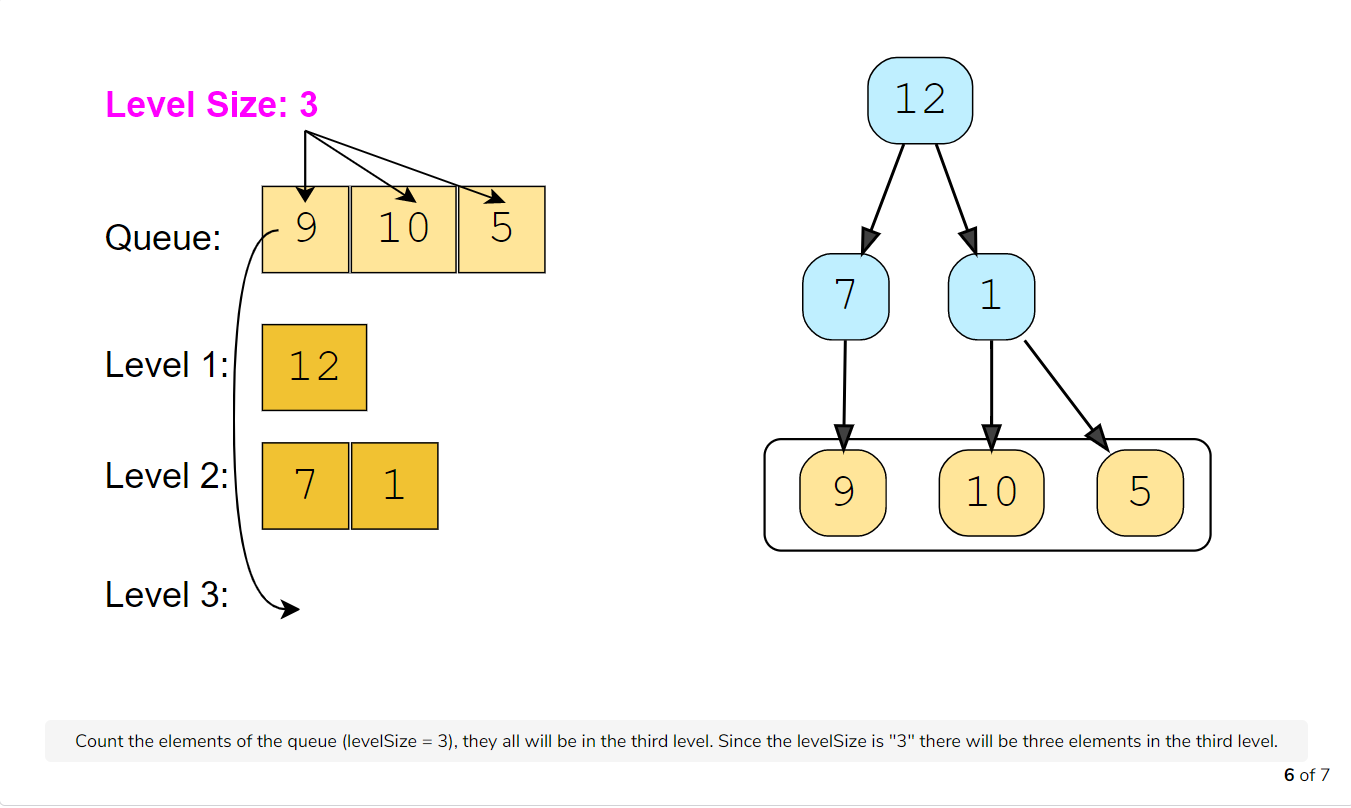 Level Size: 3
Queue: 9 10 5
Level 1: 12
Level 2: 7 1
Level 3:
12
7 1
9 10 5
Count the elements of the queue (levelSize = 3), they all will be in the third level. Since the levelSize is "3" there will be three elements in the third level.
6 of 7